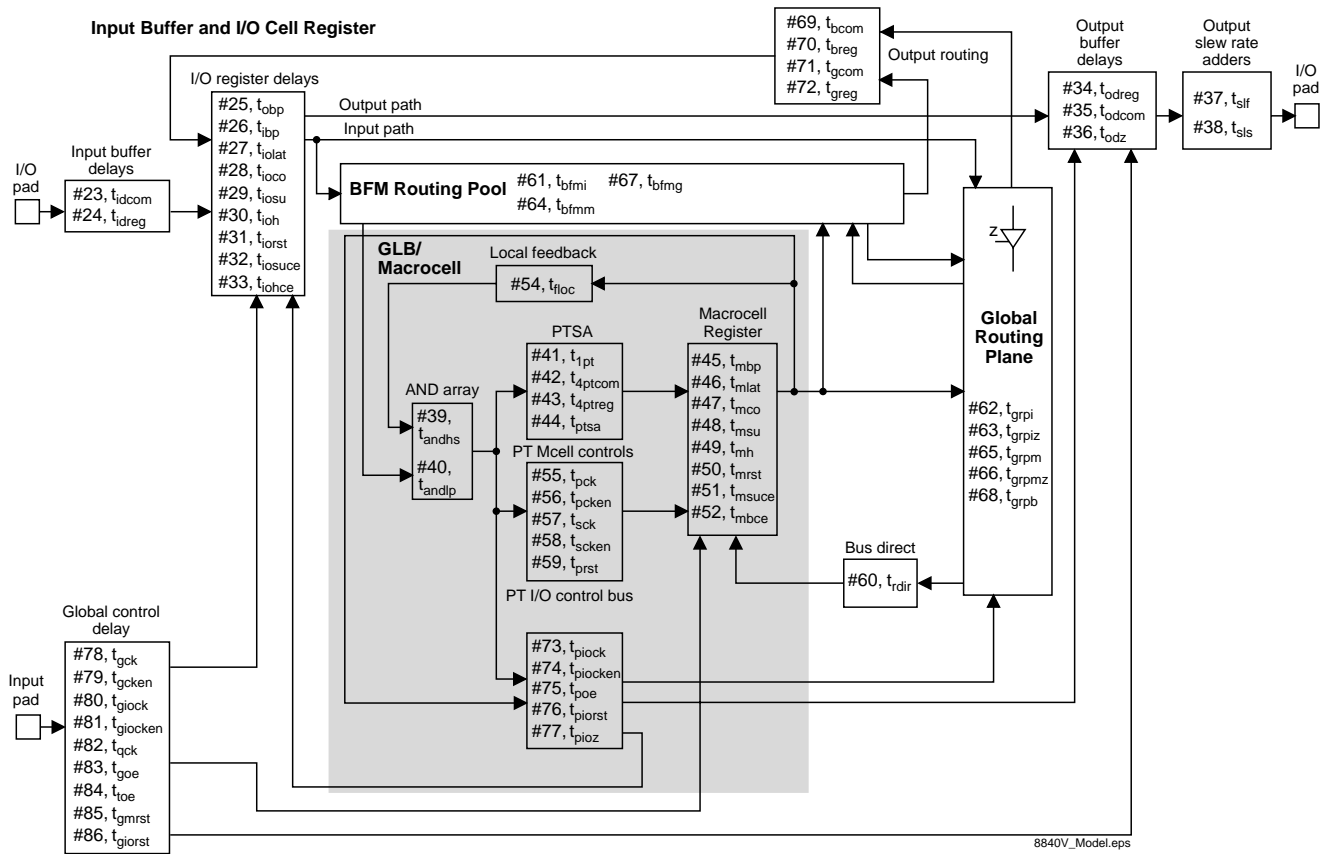 Input Buffer and I/O Cell Register
#69, tbcom
#70, tbreg
#71, tgcom
#72, tgreg
Output routing
Output
buffer
delays
#34, todreg
#35, todcom
#36, todz
Output
slew rate
adders
#37, tslf
#38, tsls
I/O
pad
I/O register delays
#25, tobp
#26, tibp
#27, tiolat
#28, tioco
#29, tiosu
#30, tioh
#31, tiorst
#32, tiosuce
#33, tiohce
Output path
Input path
I/O
pad
Input buffer
delays
#23, tidcom
#24, tidreg
BFM Routing Pool
#61, tbfmi
#67, tbfmg
#64, tbfmm
GLB/
Macrocell
Local feedback
#54, tfloc
z
Global
Routing
Plane
#62, tgrpi
#63, tgrpiz
#65, tgrpm
#66, tgrpmz
#68, tgrpb
PTSA
#41, t1pt
#42, t4ptcom
#43, t4ptreg
#44, tptsa
Macrocell
Register
#45, tmbp
#46, tmlat
#47, tmco
#48, tmsu
#49, tmh
#50, tmrst
#51, tmsuce
#52, tmbce
AND array
#39,
tandhs
#40,
tandlp
PT Mcell controls
#55, tpck
#56, tpcken
#57, tsck
#58, tscken
#59, tprst
Bus direct
#60, trdir
PT I/O control bus
#73, tpiock
#74, tpiocken
#75, tpoe
#76, tpiorst
#77, tpioz
Global control
delay
#78, tgck
#79, tgcken
#80, tgiock
#81, tgiocken
#82, tqck
#83, tgoe
#84, ttoe
#85, tgmrst
#86, tgiorst
Input
pad
8840V_Model.eps